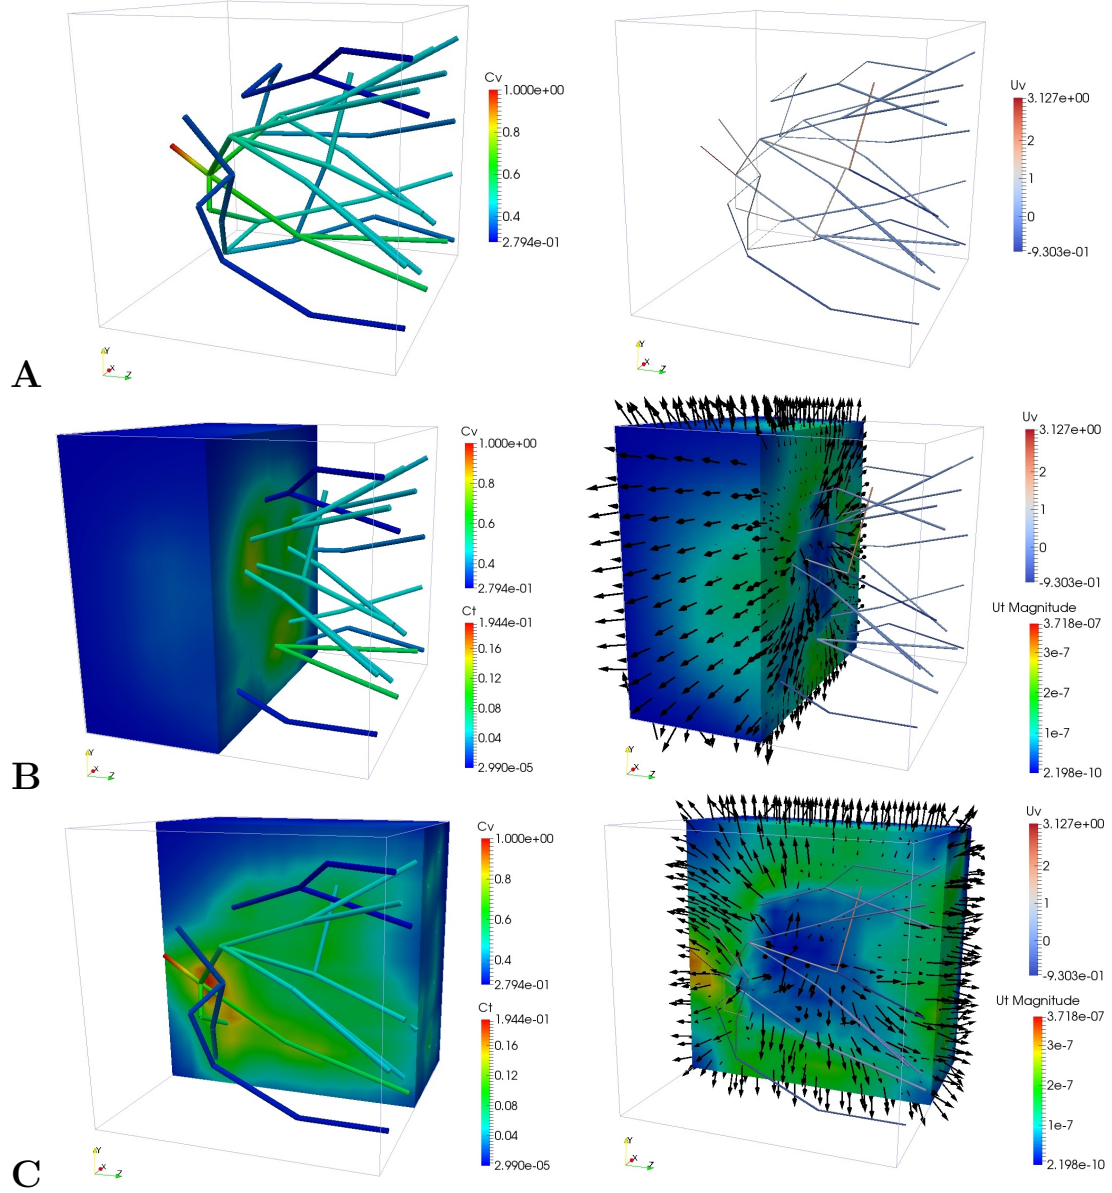 Cv
1.000e+00
0.8
0.6
0.4
2.794e-01
Y
X
Z
Uv
3.127e+00
2
1
0
-9.303e-01
Y
X
Z
A
Cv
1.000e+00
0.8
0.6
0.4
2.794e-01
Ct
1.944e-01
0.16
0.12
0.08
0.04
2.990e-05
Y
X
Z
Uv
3.127e+00
2
1
0
-9.303e-01
Ut Magnitude
3.718e-07
3e-7
2e-7
1e-7
2.198e-10
Y
X
Z
B
Cv
1.000e+00
0.8
0.6
0.4
2.794e-01
Ct
1.944e-01
0.16
0.12
0.08
0.04
2.990e-05
Y
X
Z
Uv
3.127e+00
2
1
0
-9.303e-01
Ut Magnitude
3.718e-07
3e-7
2e-7
1e-7
2.198e-10
Y
X
Z
C